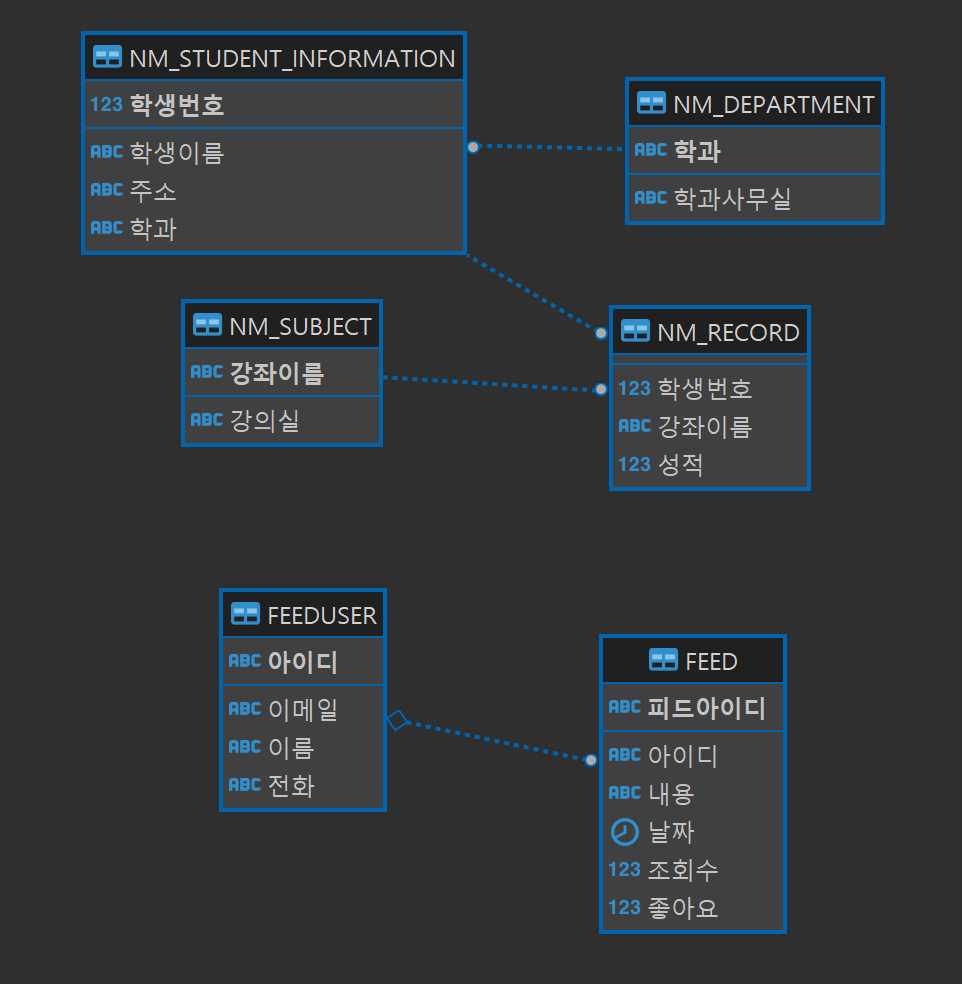 NM_STUDENT_INFORMATION
123 학생번호
ABC 학생이름
ABC 주소
ABC 학과
NM_DEPARTMENT
ABC 학과
ABC 학과사무실
NM_SUBJECT
ABC 강좌이름
ABC 강의실
NM_RECORD
123 학생번호
ABC 강좌이름
123 성적
FEEDUSER
ABC 아이디
ABC 이메일
ABC 이름
ABC 전화
FEED
ABC 피드아이디
ABC 아이디
ABC 내용
날짜
123 조회수
123 좋아요